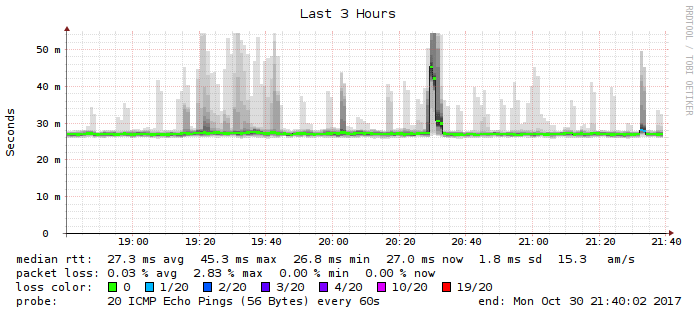 Last 3 Hours
RRDTOOL / TOBI OETIKER
Seconds
50 m
40 m
30 m
20 m
10 m
0
19:00 19:20 19:40 20:00 20:20 20:40 21:00 21:20 21:40
median rtt: 27.3 ms avg 45.3 ms max 26.8 ms min 27.0 ms now 1.8 ms sd 15.3 am/s
packet loss: 0.03 % avg 2.83 % max 0.00 % min 0.00 % now
loss color: 0 1/20 2/20 3/20 4/20 10/20 19/20
probe: 20 ICMP Echo Pings (56 Bytes) every 60s end: Mon Oct 30 21:40:02 2017